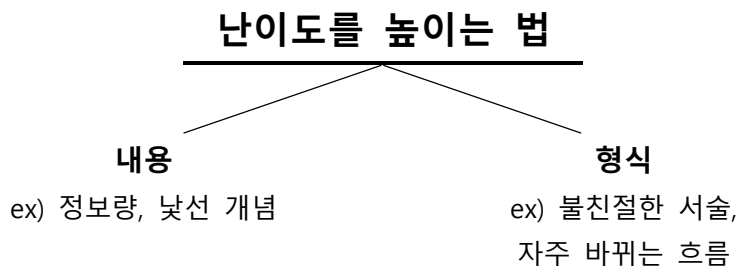 난이도를 높이는 법
내용
ex) 정보량, 낯선 개념
형식
ex) 불친절한 서술,
자주 바뀌는 흐름